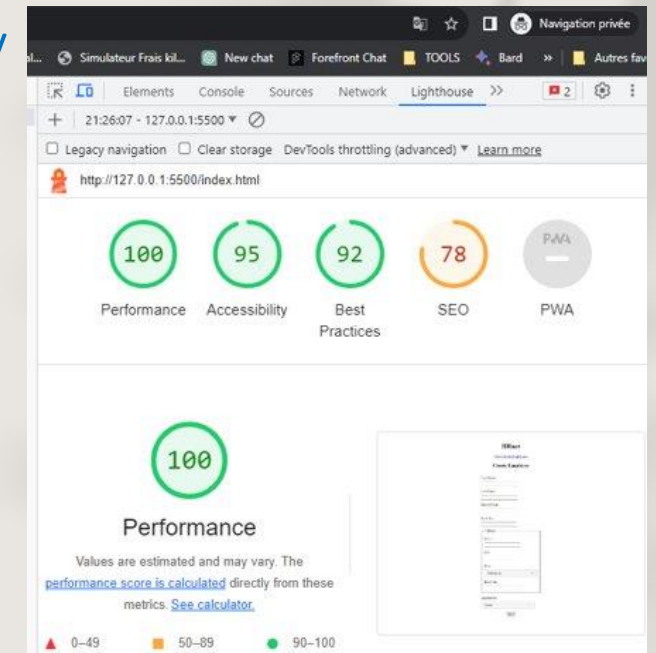 Navigation privée
al... Simulateur Frais kil... New chat Forefront Chat TOOLS Bard » Autres fav
Elements Console Sources Network Lighthouse >> 2
+ 21:26:07 - 127.0.0.1:5500
Legacy navigation Clear storage DevTools throttling (advanced) Learn more
http://127.0.0.1:5500/index.html
100 95 92 78 PWA
Performance Accessibility Best Practices SEO PWA
100
HRnet
Create Employee
Performance
Values are estimated and may vary. The
performance score is calculated directly from these
metrics. See calculator.
0–49 50–89 90–100